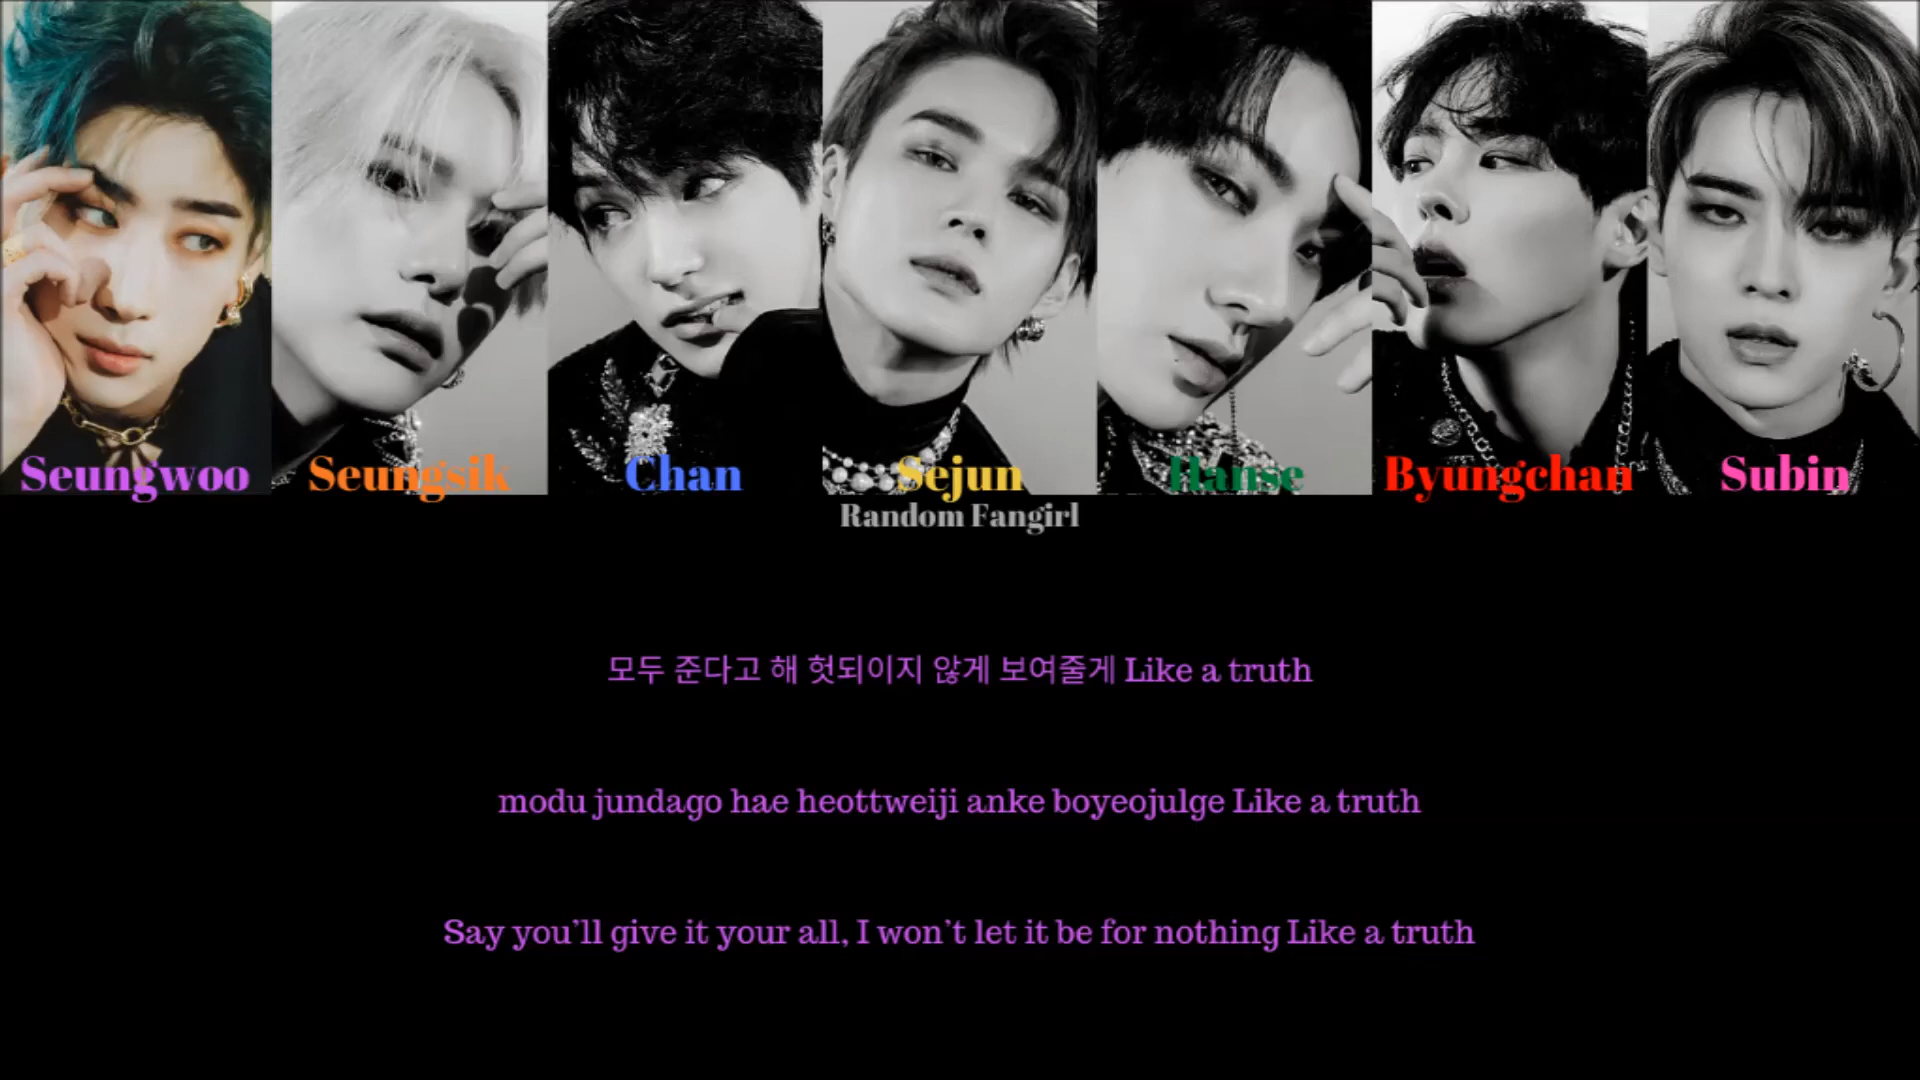 Seungwoo Seungsik Chan Sejun Hanse Byungchan Subin
Random Fangirl
모두 준다고 해 헛되이지 않게 보여줄게 Like a truth
modu jundago hae heottweiji anke boyeojulge Like a truth
Say you'll give it your all, I won't let it be for nothing Like a truth